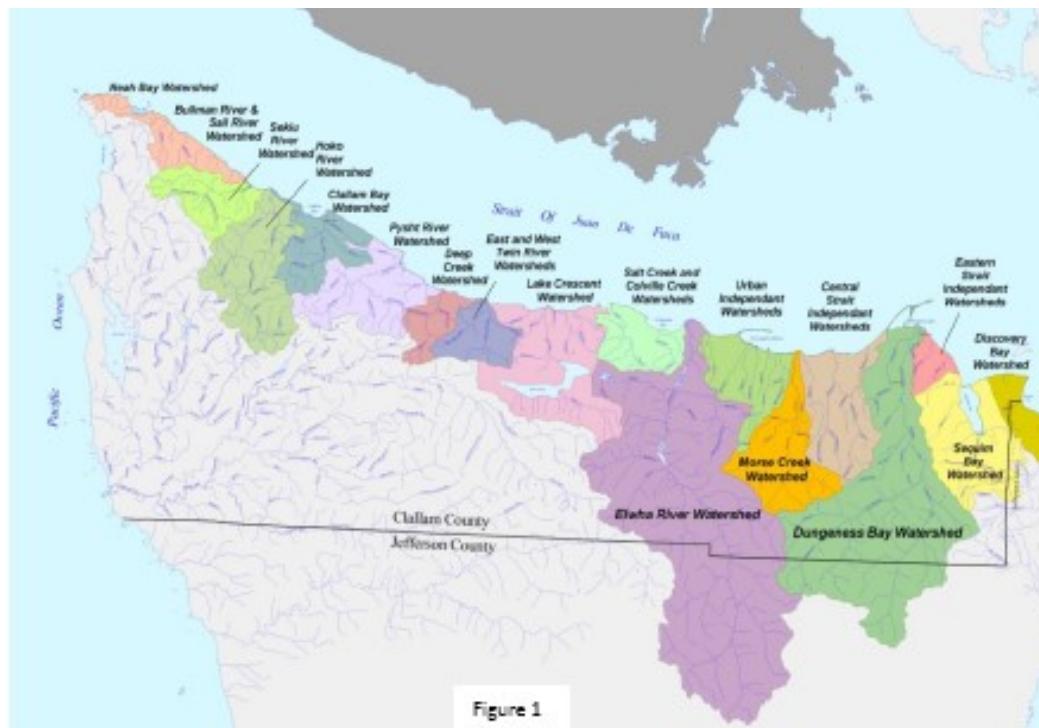 Neah Bay Watershed
Bullman River &
Sail River
Watershed
Sekiu
River
Watershed
Hoko
River
Watershed
Clallam Bay
Watershed
Pysht River
Watershed
Deep
Creek
Watershed
East and West
Twin River
Watersheds
Strait Of Juan De Fuca
Lake Crescent
Watershed
Salt Creek and
Colville Creek
Watersheds
Urban
Independant
Watersheds
Central
Strait
Independant
Watersheds
Eastern
Strait
Independant
Watersheds
Discovery
Bay
Watershed
Pacific Ocean
Morse Creek
Watershed
Sequim
Bay
Watershed
Elwha River Watershed
Dungeness Bay Watershed
Clallam County
Jefferson County
Figure 1